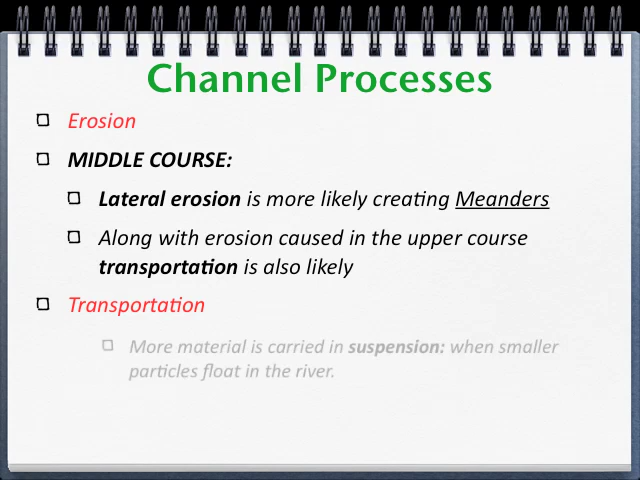 Channel Processes
Erosion
MIDDLE COURSE:
Lateral erosion is more likely creating Meanders
Along with erosion caused in the upper course
transportation is also likely
Transportation
More material is carried in suspension: when smaller
particles float in the river.